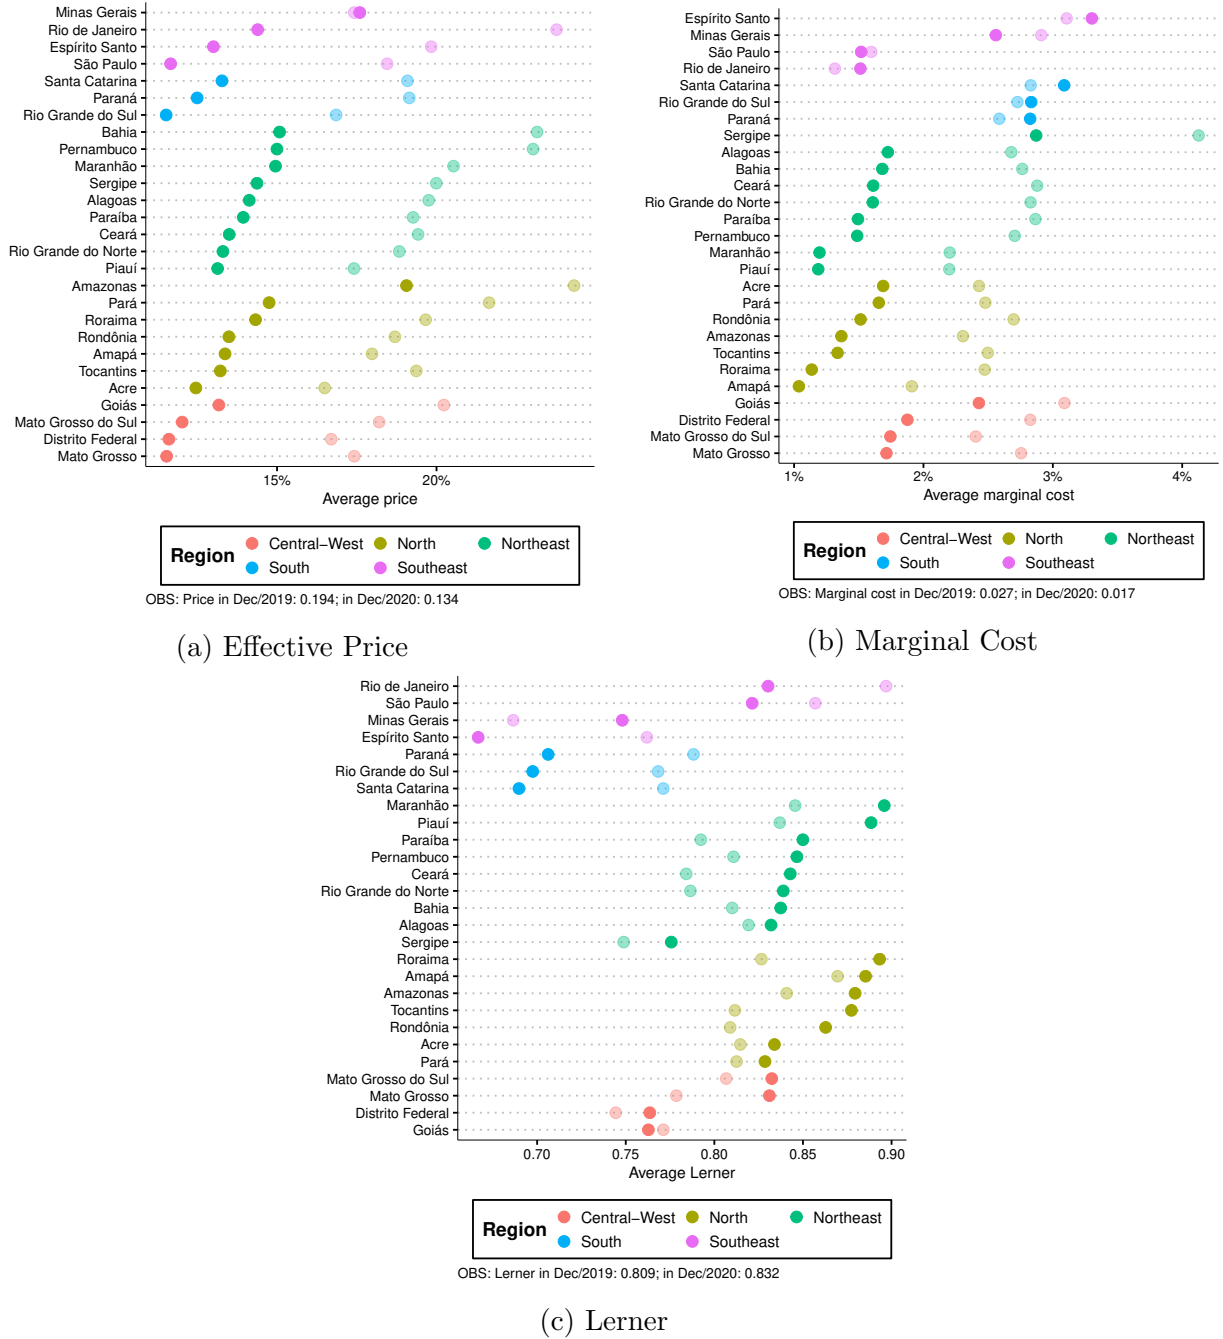 Minas Gerais
Rio de Janeiro
Espírito Santo
São Paulo
Santa Catarina
Paraná
Rio Grande do Sul
Bahia
Pernambuco
Maranhão
Sergipe
Alagoas
Paraíba
Ceará
Rio Grande do Norte
Piauí
Amazonas
Pará
Roraima
Rondônia
Amapá
Tocantins
Acre
Goiás
Mato Grosso do Sul
Distrito Federal
Mato Grosso
15% 20%
Average price
Region Central-West North Northeast
South Southeast
OBS: Price in Dec/2019: 0.194; in Dec/2020: 0.134
(a) Effective Price
Espírito Santo
Minas Gerais
São Paulo
Rio de Janeiro
Santa Catarina
Rio Grande do Sul
Paraná
Sergipe
Alagoas
Bahia
Ceará
Rio Grande do Norte
Paraíba
Pernambuco
Maranhão
Piauí
Acre
Pará
Rondônia
Amazonas
Tocantins
Roraima
Amapá
Goiás
Distrito Federal
Mato Grosso do Sul
Mato Grosso
1% 2% 3% 4%
Average marginal cost
Region Central-West North Northeast
South Southeast
OBS: Marginal cost in Dec/2019: 0.027; in Dec/2020: 0.017
(b) Marginal Cost
Rio de Janeiro
São Paulo
Minas Gerais
Espírito Santo
Paraná
Rio Grande do Sul
Santa Catarina
Maranhão
Piauí
Paraíba
Pernambuco
Ceará
Rio Grande do Norte
Bahia
Alagoas
Sergipe
Roraima
Amapá
Amazonas
Tocantins
Rondônia
Acre
Pará
Mato Grosso do Sul
Mato Grosso
Distrito Federal
Goiás
0.70 0.75 0.80 0.85 0.90
Average Lerner
Region Central-West North Northeast
South Southeast
OBS: Lerner in Dec/2019: 0.809; in Dec/2020: 0.832
(c) Lerner